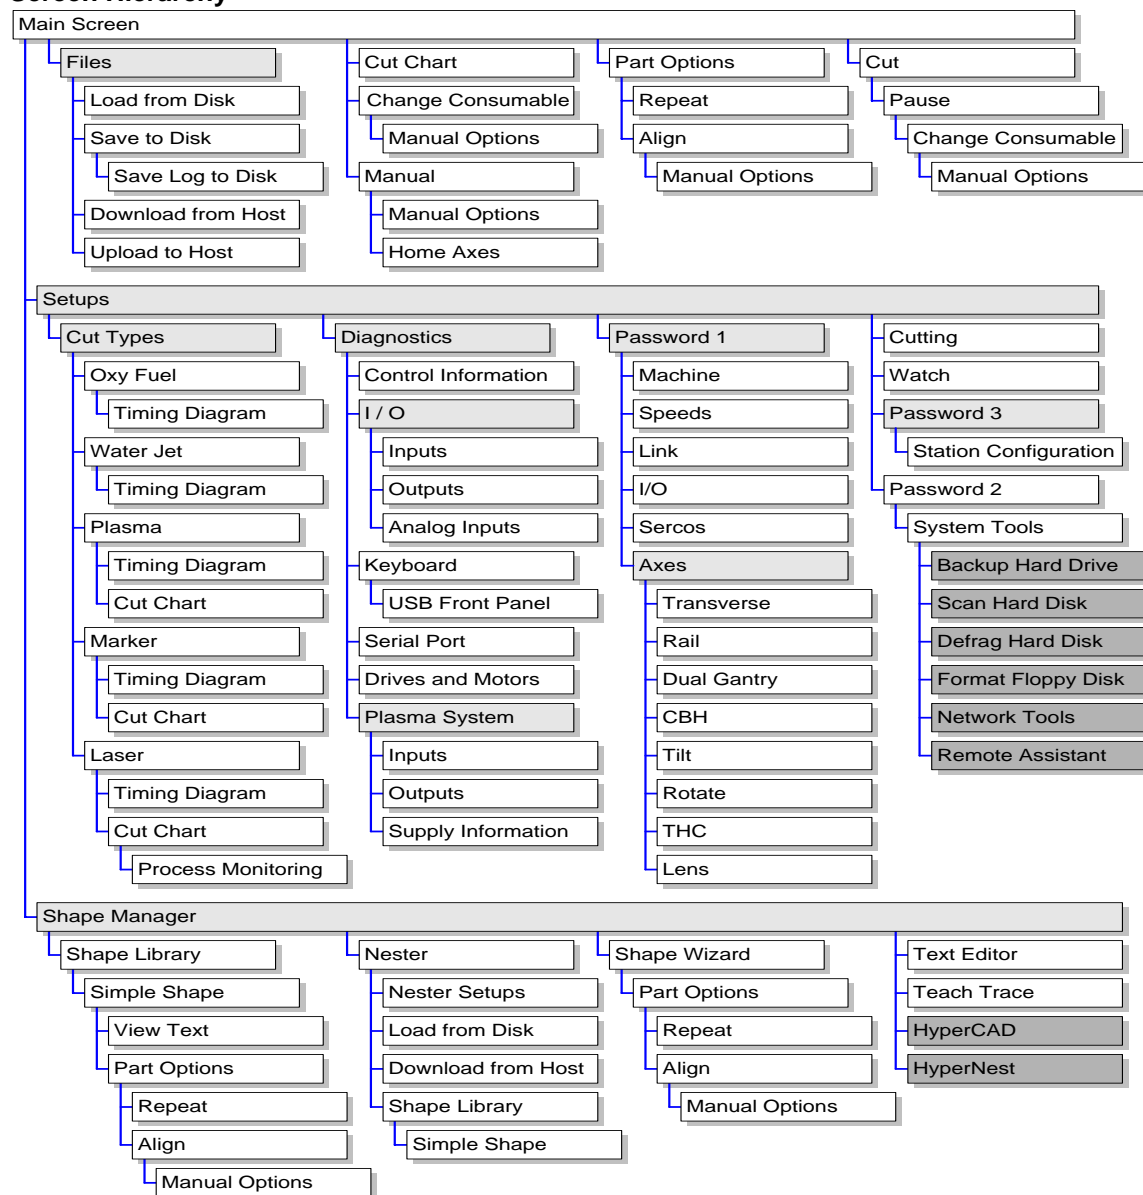 Screen Hierarchy
Main Screen
Files
Load from Disk
Save to Disk
Save Log to Disk
Download from Host
Upload to Host
Cut Chart
Change Consumable
Manual Options
Manual
Manual Options
Home Axes
Part Options
Repeat
Align
Manual Options
Cut
Pause
Change Consumable
Manual Options
Setups
Cut Types
Oxy Fuel
Timing Diagram
Water Jet
Timing Diagram
Plasma
Timing Diagram
Cut Chart
Marker
Timing Diagram
Cut Chart
Laser
Timing Diagram
Cut Chart
Process Monitoring
Diagnostics
Control Information
I / O
Inputs
Outputs
Analog Inputs
Keyboard
USB Front Panel
Serial Port
Drives and Motors
Plasma System
Inputs
Outputs
Supply Information
Password 1
Machine
Speeds
Link
I/O
Sercos
Axes
Transverse
Rail
Dual Gantry
CBH
Tilt
Rotate
THC
Lens
Cutting
Watch
Password 3
Station Configuration
Password 2
System Tools
Backup Hard Drive
Scan Hard Disk
Defrag Hard Disk
Format Floppy Disk
Network Tools
Remote Assistant
Shape Manager
Shape Library
Simple Shape
View Text
Part Options
Repeat
Align
Manual Options
Nester
Nester Setups
Load from Disk
Download from Host
Shape Library
Simple Shape
Shape Wizard
Part Options
Repeat
Align
Manual Options
Text Editor
Teach Trace
HyperCAD
HyperNest